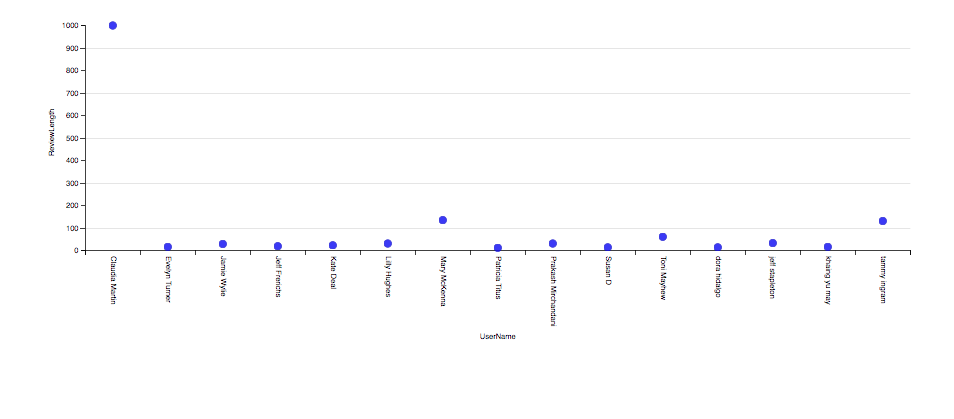 1000
900
800
700
600
500
400
300
200
100
0
ReviewLength
Claudia Martin
Evelyn Turner
Jamie Wylie
Jeff Frerichs
Kate Deal
Lilly Hughes
Mary McKenna
Patricia Titus
Prakash Mirchandani
Susan D
Toni Mayhew
dora hidalgo
jeff stapleton
khaing yu may
tammy ingram
UserName